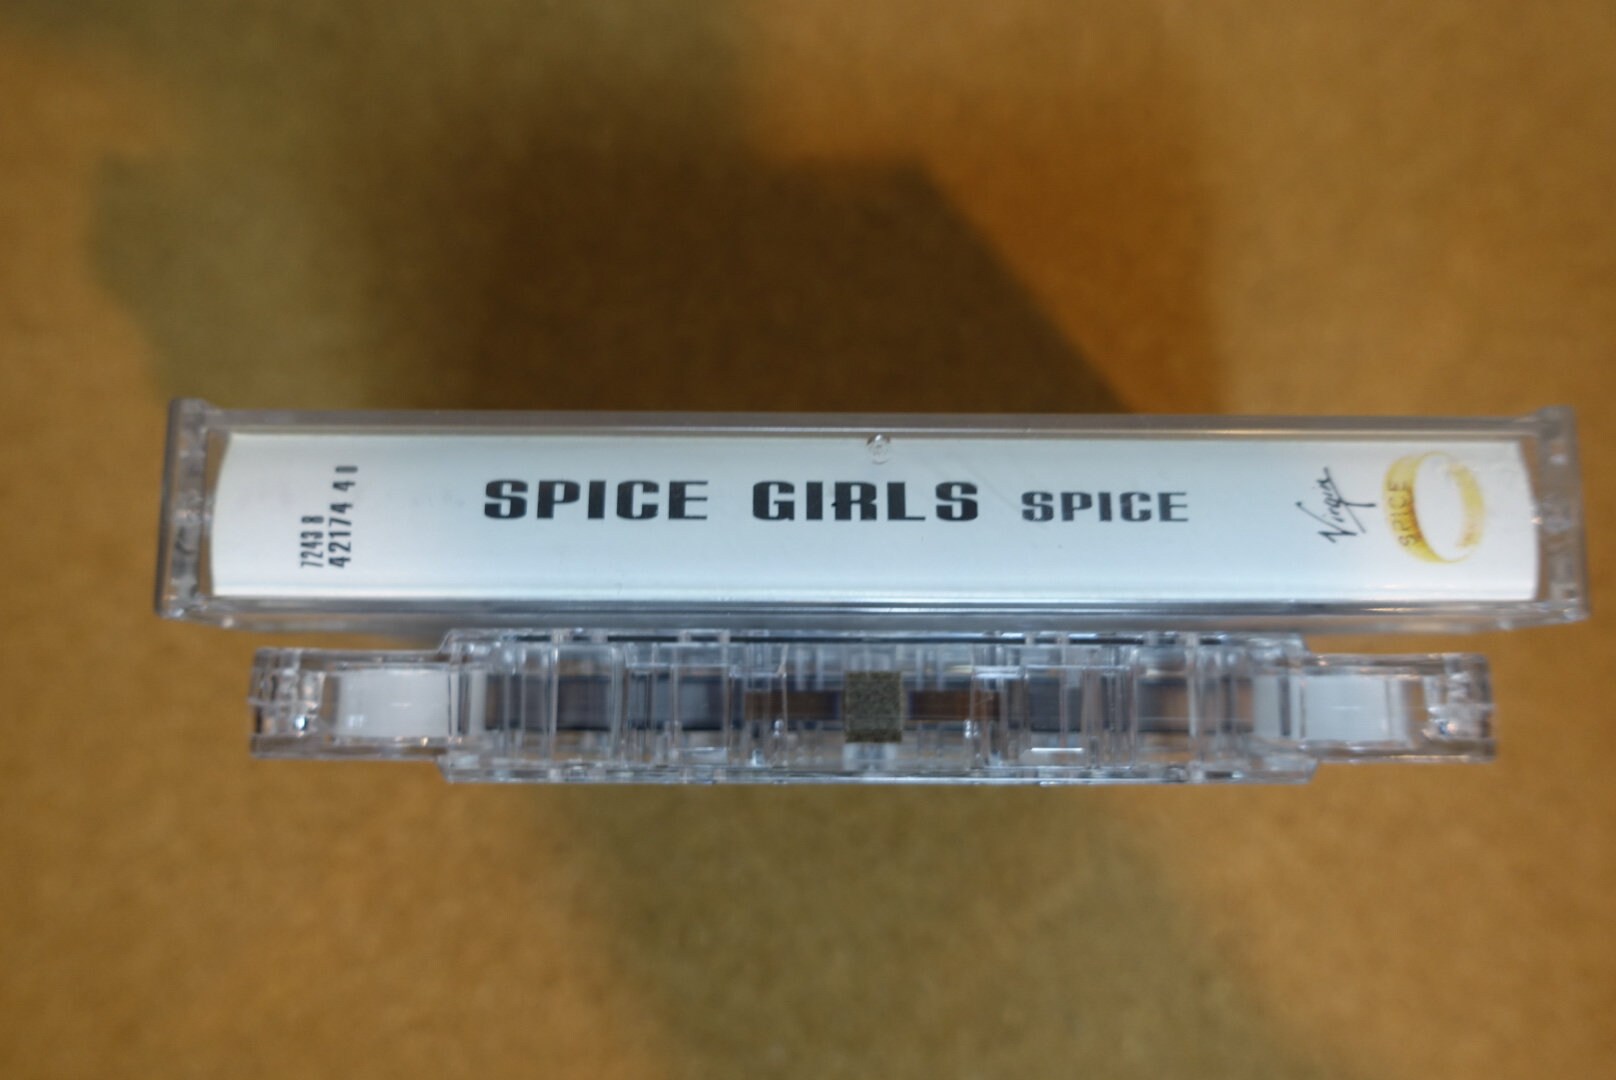 7243 8
42174 4 0
SPICE GIRLS SPICE
Virgin
SPICE